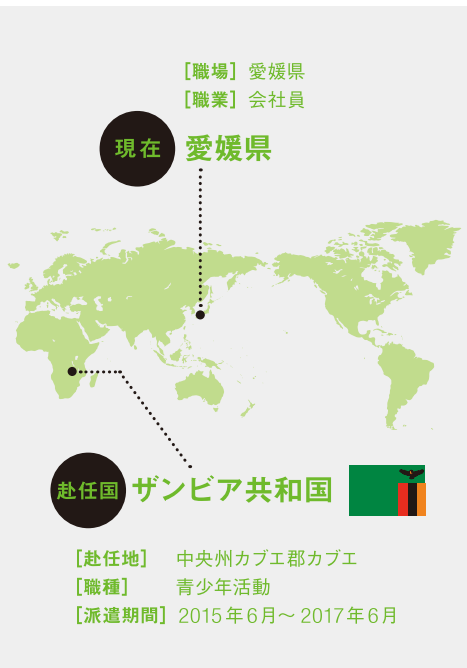 ［職場］愛媛県
［職業］会社員
現在 愛媛県
赴任国 ザンビア共和国
［赴任地］ 中央州カブエ郡カブエ
［職種］ 青少年活動
［派遣期間］2015年6月〜2017年6月